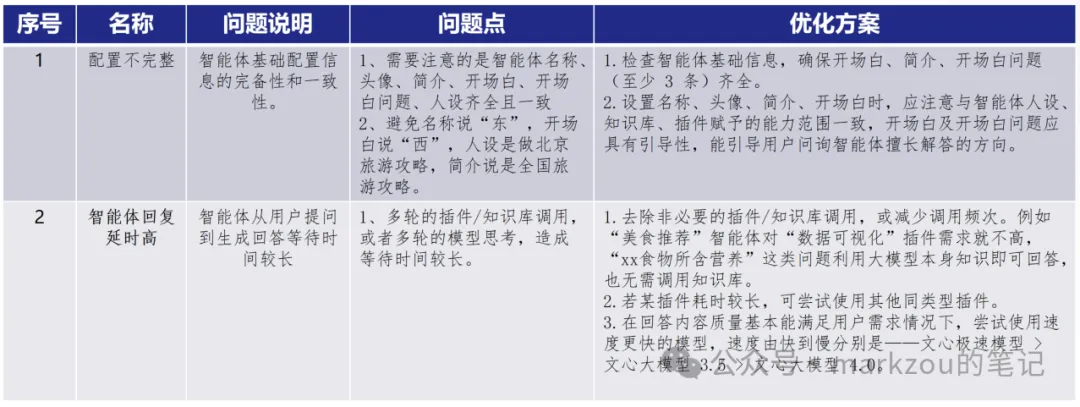 序号 名称 问题说明 问题点 优化方案
1
配置不完整
智能体基础配置信
息的完备性和一致
性。
1、需要注意的是智能体名称、
头像、简介、开场白、开场
白问题、人设齐全且一致
2、避免名称说“东”，开场
白说“西”，人设是做北京
旅游攻略，简介说是全国旅
游攻略。
1.检查智能体基础信息，确保开场白、简介、开场白问题
（至少 3 条）齐全。
2.设置名称、头像、简介、开场白时，应注意与智能体人设、
知识库、插件赋予的能力范围一致，开场白及开场白问题应
具有引导性，能引导用户问询智能体擅长解答的方向。
2
智能体回复
延时高
智能体从用户提问
到生成回答等待时
间较长
1、多轮的插件/知识库调用，
或者多轮的模型思考，造成
等待时间较长。
1.去除非必要的插件/知识库调用，或减少调用频次。例如
“美食推荐”智能体对“数据可视化”插件需求就不高，
“xx食物所含营养”这类问题利用大模型本身知识即可回答，
也无需调用知识库。
2.若某插件耗时较长，可尝试使用其他同类型插件。
3.在回答内容质量基本能满足用户需求情况下，尝试使用速
度更快的模型，速度由快到慢分别是——文心极速模型 >
文心大模型 3.5 > 文心大模型 4.0。
公众号 · markzou的笔记